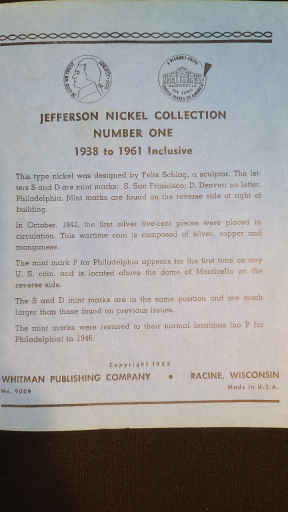 JEFFERSON NICKEL COLLECTION
NUMBER ONE
1938 to 1961 Inclusive
This type nickel was designed by Felix Schlag, a sculptor. The let-
ters S and D are mint marks: S, San Francisco; D, Denver; no letter,
Philadelphia. Mint marks are found on the reverse side at right of
building.
In October, 1942, the first silver five-cent pieces were placed in
circulation. This wartime coin is composed of silver, copper and
manganese.
The mint mark P for Philadelphia appears for the first time on any
U. S. coin, and is located above the dome of Monticello on the
reverse side.
The S and D mint marks are in the same position and are much
larger than those found on previous issues.
The mint marks were restored to their normal locations (no P for
Philadelphia) in 1946.
Copyright
WHITMAN PUBLISHING COMPANY • RACINE, WISCONSIN
No. 9009 Made in U.S.A.